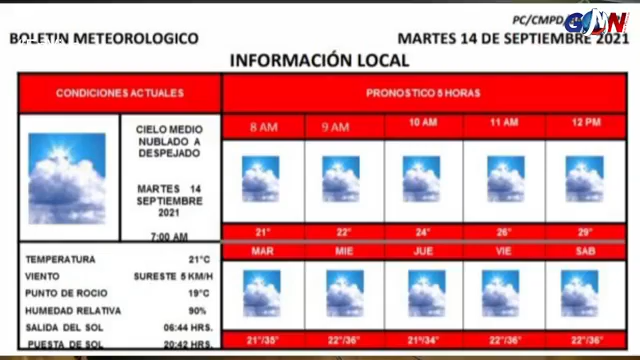 PC/CMPD/
GNN
BOLETIN METEOROLOGICO
MARTES 14 DE SEPTIEMBRE 2021
INFORMACIÓN LOCAL
CONDICIONES ACTUALES
PRONOSTICO 5 HORAS
CIELO MEDIO
NUBLADO A
DESPEJADO
MARTES 14
SEPTIEMBRE
2021
7:00 AM
8 AM 9 AM 10 AM 11 AM 12 PM
21° 22° 24° 26° 29°
MAR MIE JUE VIE SAB
21°/35° 22°/36° 21°/34° 22°/36° 22°/36°
TEMPERATURA 21°C
VIENTO SURESTE 5 KM/H
PUNTO DE ROCIO 19°C
HUMEDAD RELATIVA 90%
SALIDA DEL SOL 06:44 HRS.
PUESTA DE SOL 20:42 HRS.